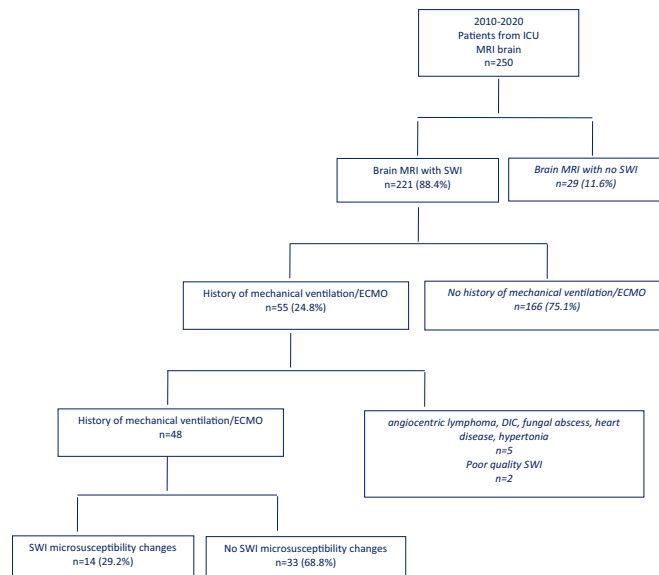 2010-2020
Patients from ICU
MRI brain
n=250
Brain MRI with SWI
n=221 (88.4%)
Brain MRI with no SWI
n=29 (11.6%)
History of mechanical ventilation/ECMO
n=55 (24.8%)
No history of mechanical ventilation/ECMO
n=166 (75.1%)
History of mechanical ventilation/ECMO
n=48
angiocentric lymphoma, DIC, fungal abscess, heart
disease, hypertonia
n=5
Poor quality SWI
n=2
SWI microsusceptibility changes
n=14 (29.2%)
No SWI microsusceptibility changes
n=33 (68.8%)